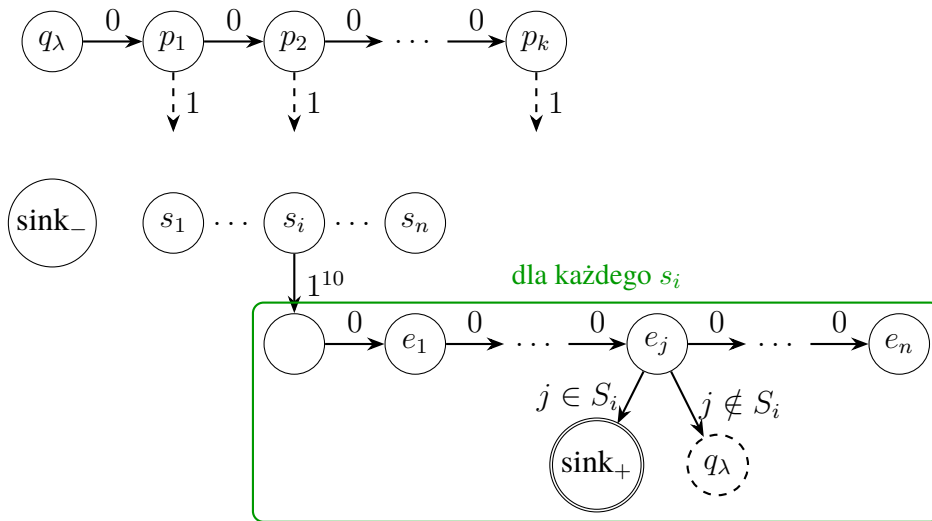 0 0 0 0
q_λ p_1 p_2 ⋯ p_k
1 1 1
sink_− s_1 ⋯ s_i ⋯ s_n
1^{10}
dla każdego s_i
0 0 0 0 0
e_1 ⋯ e_j ⋯ e_n
j ∈ S_i j ∉ S_i
sink_+ q_λ